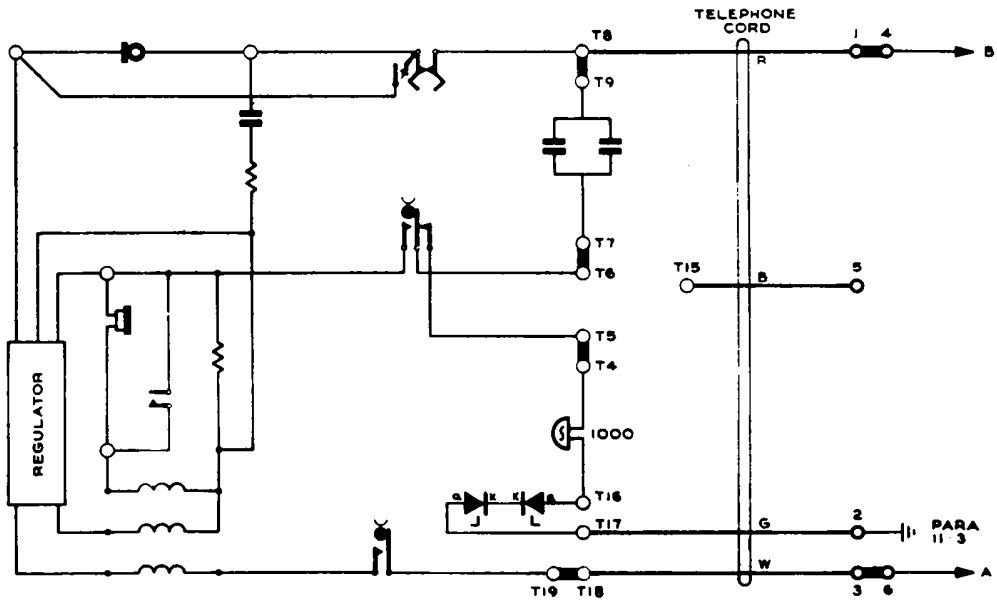 TELEPHONE
CORD
T8
1
4
B
R
T9
T7
T6
T15
B
5
T5
T4
REGULATOR
1000
a
K
K
a
J
L
T16
T17
G
2
PARA
11·3
W
A
T19 T18
3
6